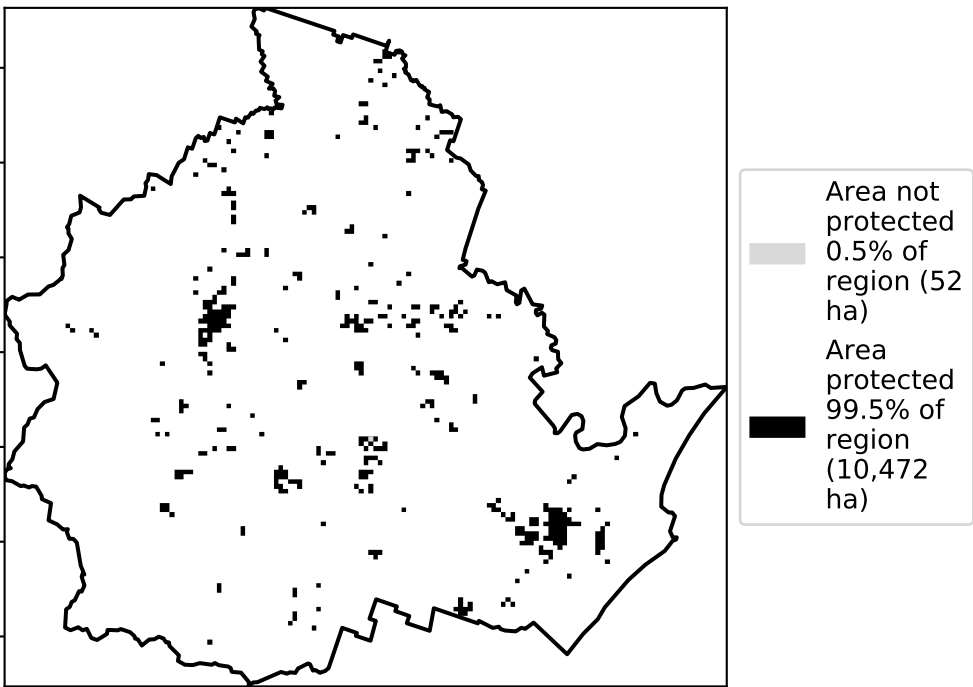 Area not
protected
0.5% of
region (52
ha)
Area
protected
99.5% of
region
(10,472
ha)